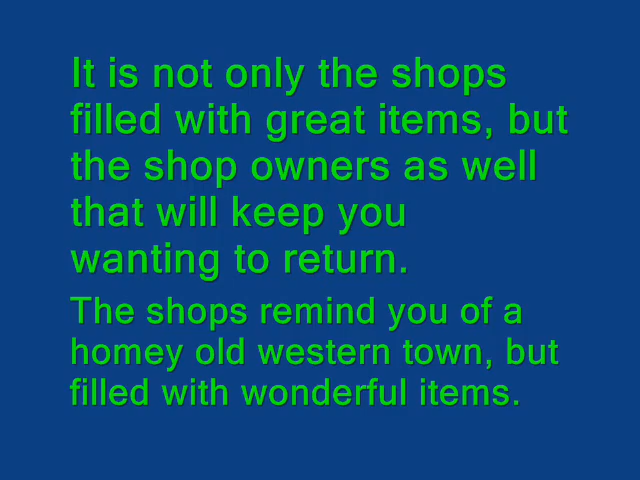 It is not only the shops
filled with great items, but
the shop owners as well
that will keep you
wanting to return.
The shops remind you of a
homey old western town, but
filled with wonderful items.